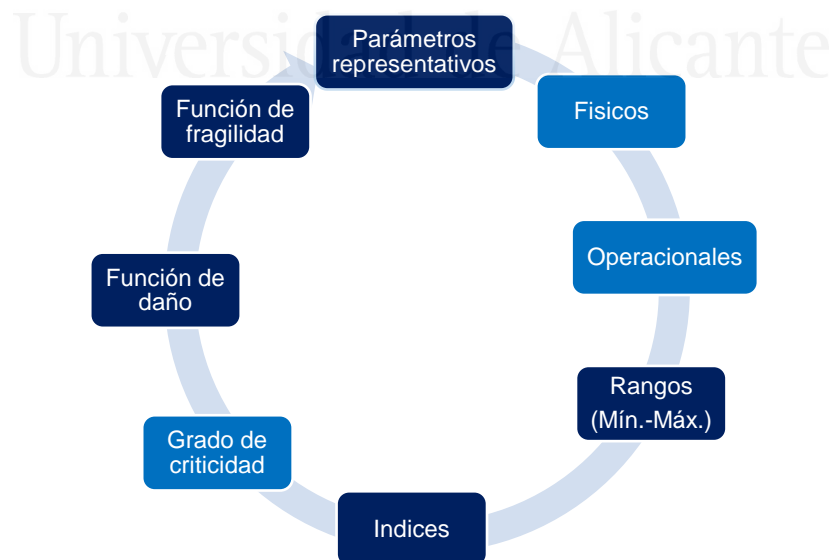 Universidad de Alicante
Parámetros
representativos
Fisicos
Operacionales
Rangos
(Mín.-Máx.)
Indices
Grado de
criticidad
Función de
daño
Función de
fragilidad